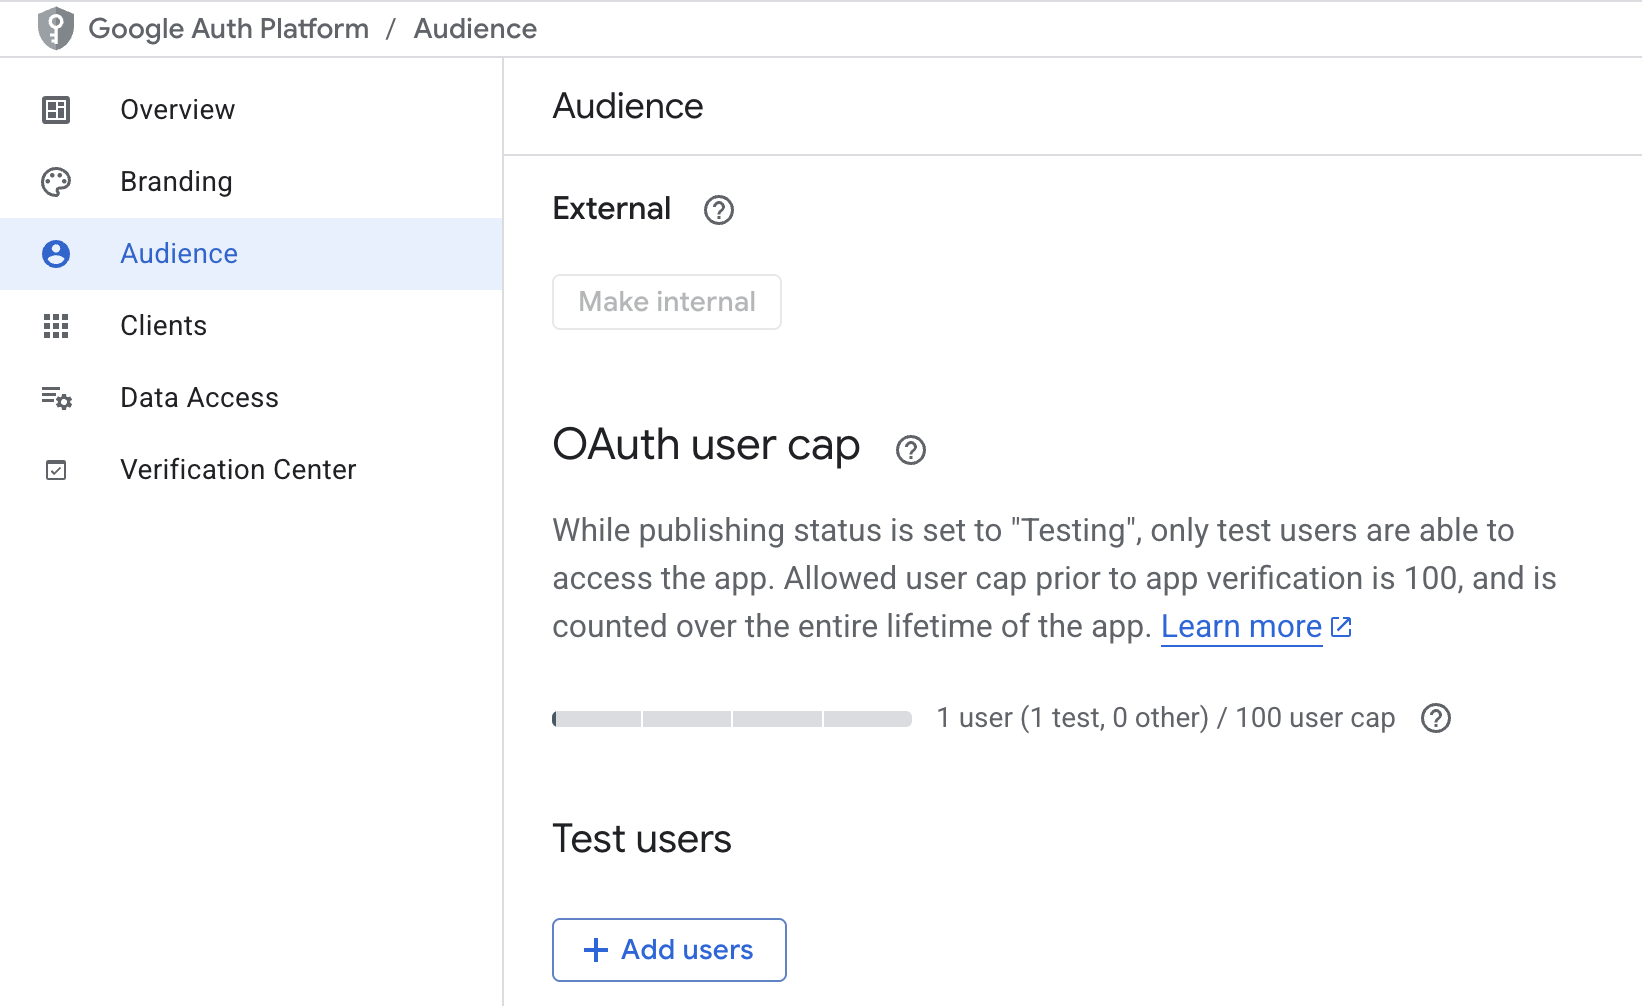 Google Auth Platform / Audience
Overview
Branding
Audience
Clients
Data Access
Verification Center
Audience
External
Make internal
OAuth user cap
While publishing status is set to "Testing", only test users are able to
access the app. Allowed user cap prior to app verification is 100, and is
counted over the entire lifetime of the app. Learn more
1 user (1 test, 0 other) / 100 user cap
Test users
+ Add users